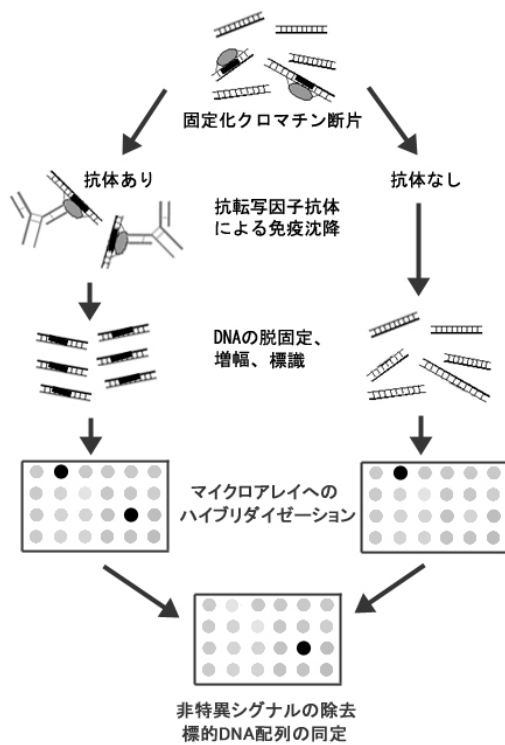 固定化クロマチン断片
抗体あり
抗体なし
抗転写因子抗体
による免疫沈降
DNAの脱固定、
増幅、標識
マイクロアレイへの
ハイブリダイゼーション
非特異シグナルの除去
標的DNA配列の同定